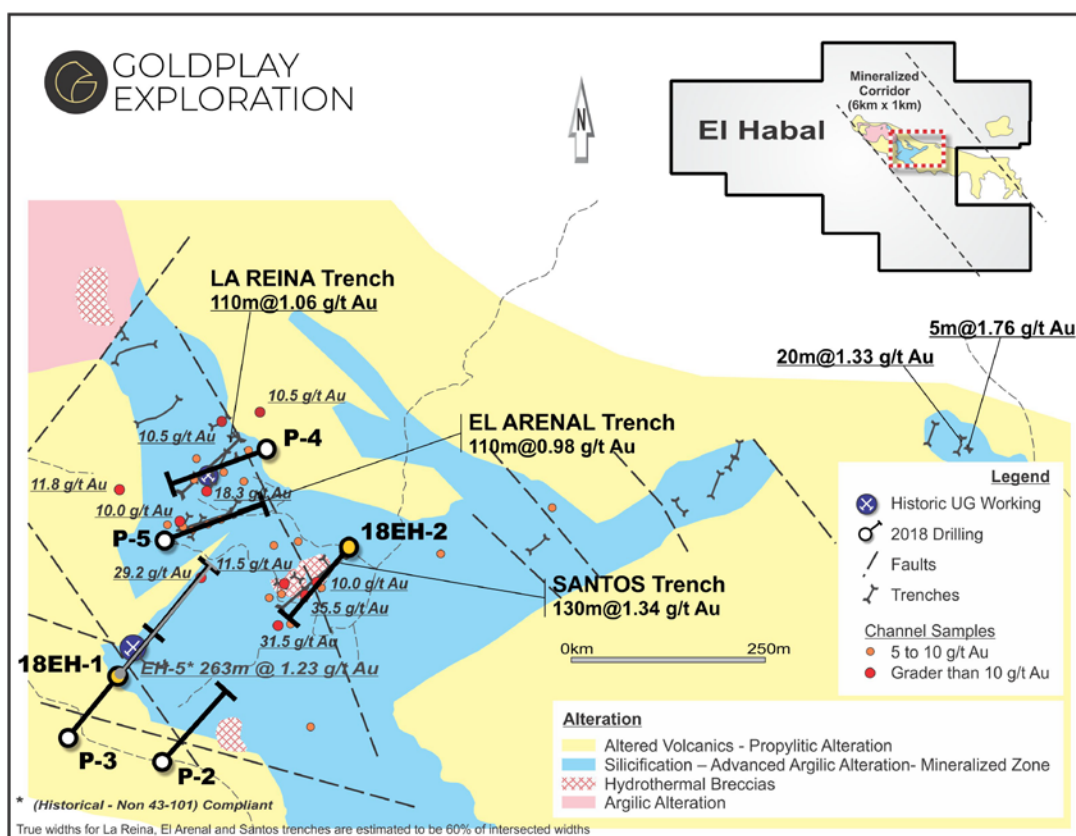 GOLDPLAY
EXPLORATION
N
Mineralized
Corridor
(6km x 1km)
El Habal
LA REINA Trench
110m@1.06 g/t Au
5m@1.76 g/t Au
20m@1.33 g/t Au
10.5 g/t Au
10.5 g/t Au
P-4
EL ARENAL Trench
110m@0.98 g/t Au
11.8 g/t Au
18.3 g/t Au
10.0 g/t Au
P-5
18EH-2
29.2 g/t Au
11.5 g/t Au
10.0 g/t Au
SANTOS Trench
130m@1.34 g/t Au
35.5 g/t Au
31.5 g/t Au
18EH-1
EH-5* 263m @ 1.23 g/t Au
0km 250m
P-3
P-2
Legend
Historic UG Working
2018 Drilling
Faults
Trenches
Channel Samples
5 to 10 g/t Au
Grader than 10 g/t Au
Alteration
Altered Volcanics - Propylitic Alteration
Silicification – Advanced Argilic Alteration- Mineralized Zone
Hydrothermal Breccias
Argilic Alteration
* (Historical - Non 43-101) Compliant
True widths for La Reina, El Arenal and Santos trenches are estimated to be 60% of intersected widths